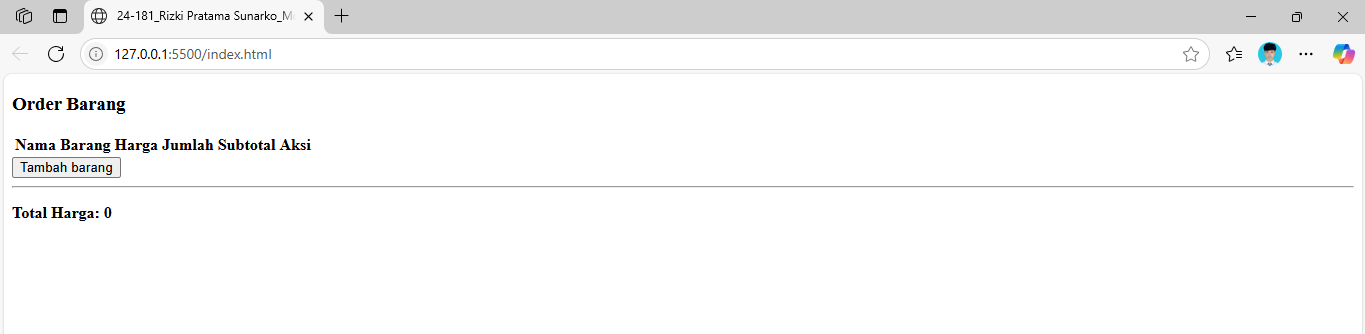 24-181_Rizki Pratama Sunarko_M
127.0.0.1:5500/index.html
Order Barang
Nama Barang Harga Jumlah Subtotal Aksi
Tambah barang
Total Harga: 0